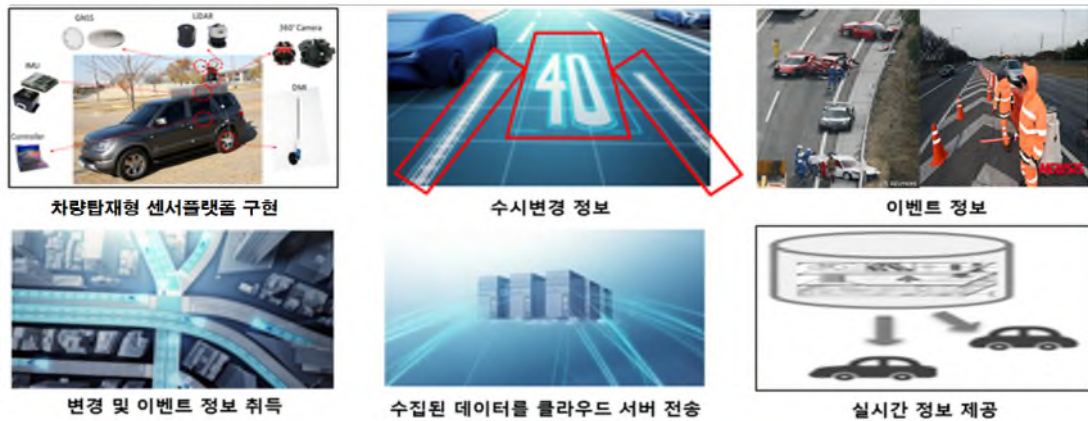 GNSS
LiDAR
360° Camera
IMU
DMI
Controller
40
NEWSIS
차량탑재형 센서플랫폼 구현
수시변경 정보
이벤트 정보
변경 및 이벤트 정보 취득
수집된 데이터를 클라우드 서버 전송
실시간 정보 제공